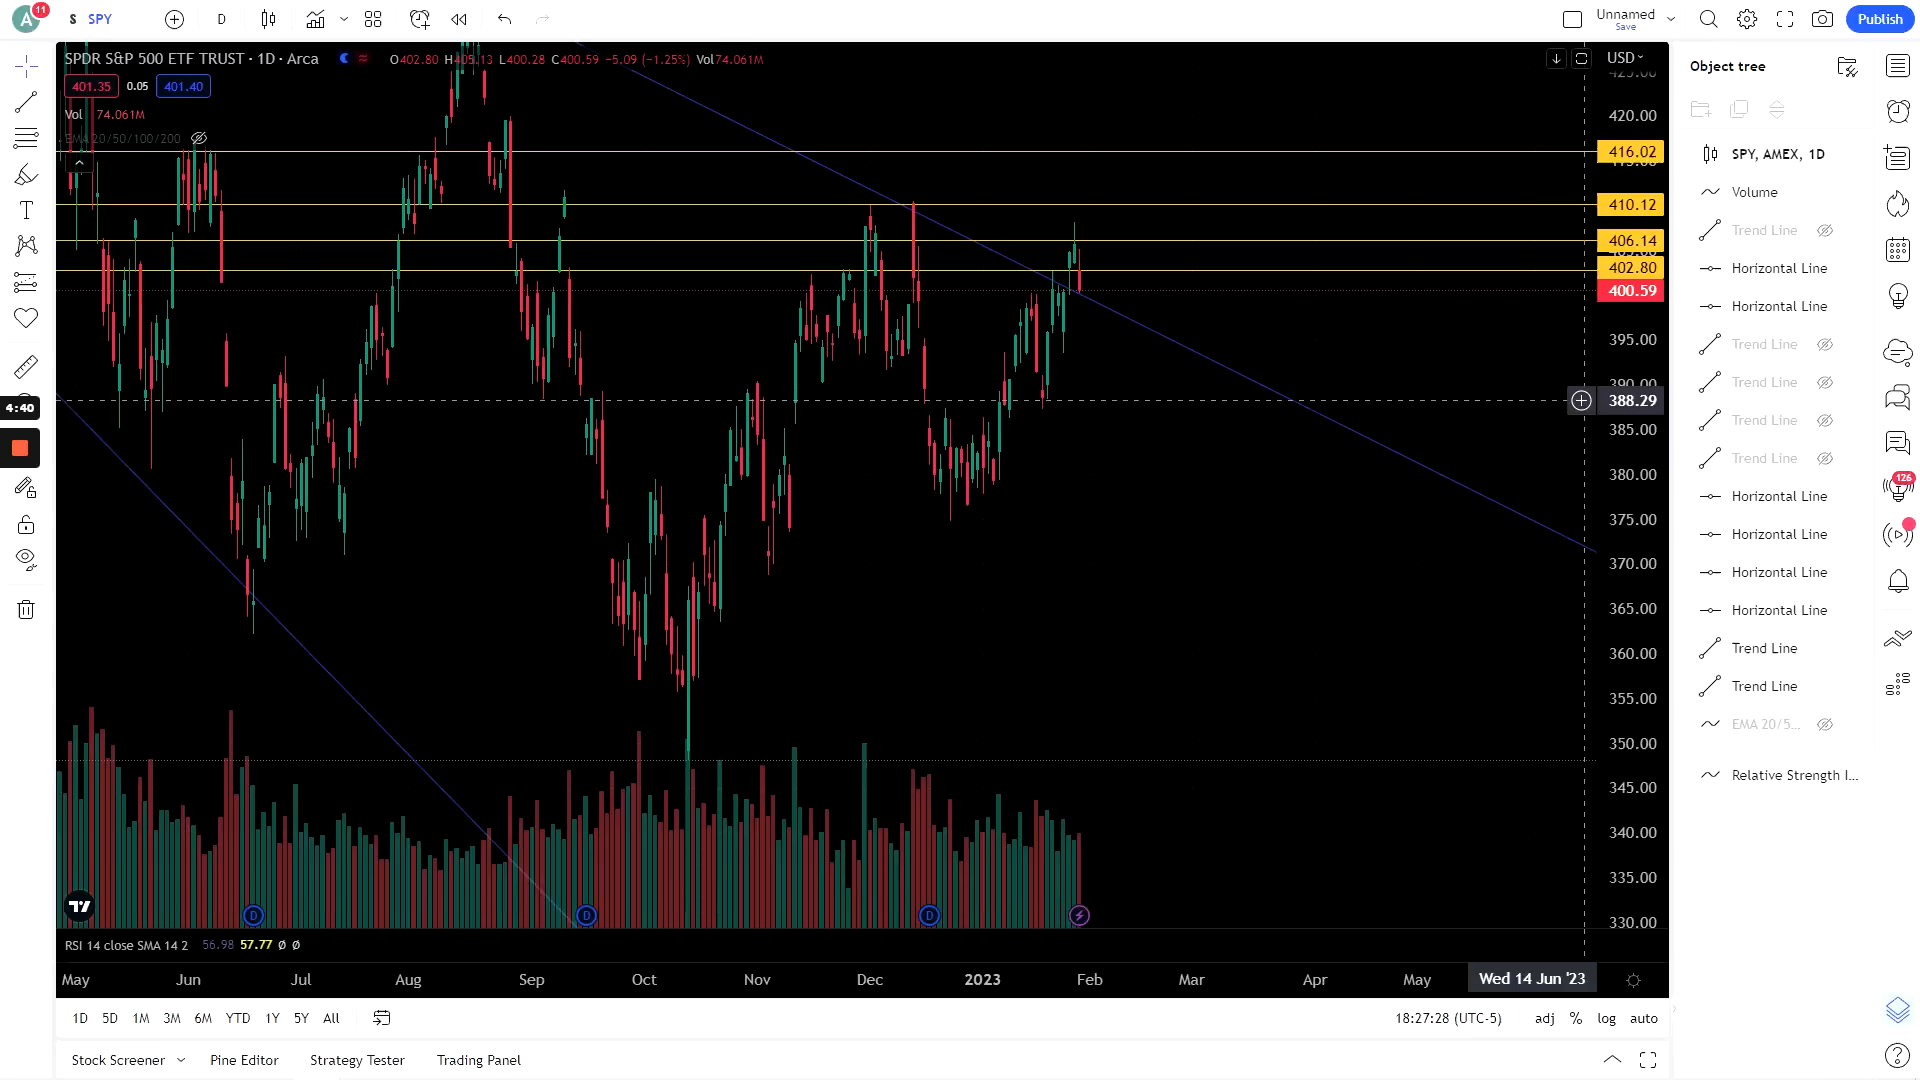 A 11 S SPY D Unnamed Save Publish
SPDR S&P 500 ETF TRUST · 1D · Arca O402.80 H405.13 L400.28 C400.59 −5.09 (−1.25%) Vol74.061M USD
401.35 0.05 401.40
Vol 74.061M
EMA 20/50/100/200
425.00
420.00
416.02
415.00
410.12
406.14
405.00
402.80
400.59
395.00
390.00
388.29
385.00
380.00
375.00
370.00
365.00
360.00
355.00
350.00
345.00
340.00
335.00
330.00
4:40
D D D
RSI 14 close SMA 14 2 56.98 57.77 Ø Ø
May Jun Jul Aug Sep Oct Nov Dec 2023 Feb Mar Apr May Wed 14 Jun '23
1D 5D 1M 3M 6M YTD 1Y 5Y All 18:27:28 (UTC-5) adj % log auto
Stock Screener Pine Editor Strategy Tester Trading Panel
Object tree
SPY, AMEX, 1D
Volume
Trend Line
Horizontal Line
Horizontal Line
Trend Line
Trend Line
Trend Line
Trend Line
Horizontal Line
Horizontal Line
Horizontal Line
Horizontal Line
Trend Line
Trend Line
EMA 20/5...
Relative Strength I...
126